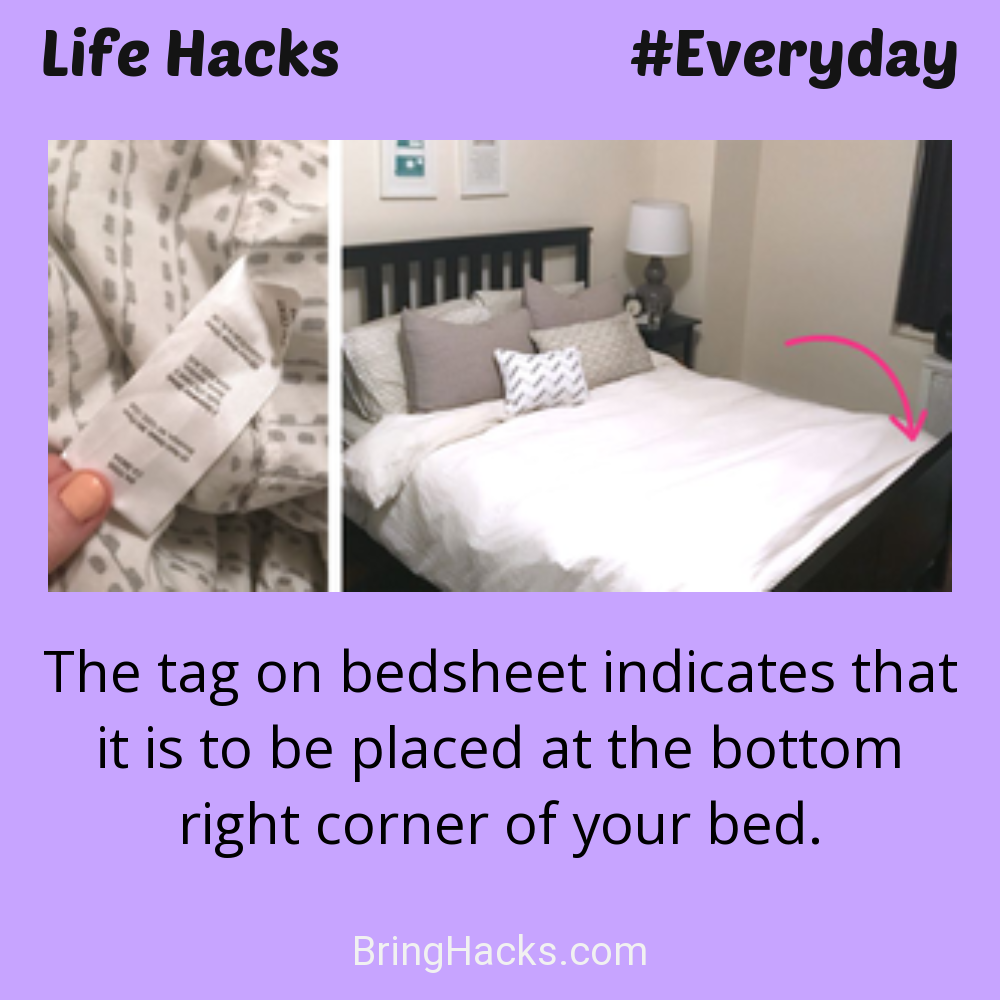 Life Hacks #Everyday
The tag on bedsheet indicates that
it is to be placed at the bottom
right corner of your bed.
BringHacks.com